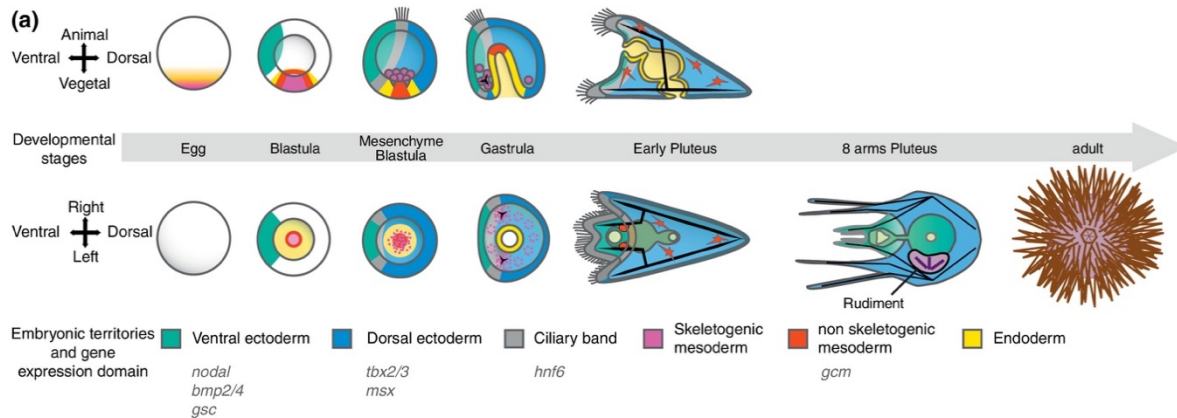 (a)
Animal
Ventral Dorsal
Vegetal
Developmental
stages
Egg
Blastula
Mesenchyme
Blastula
Gastrula
Early Pluteus
8 arms Pluteus
adult
Right
Ventral Dorsal
Left
Rudiment
Embryonic territories
and gene
expression domain
Ventral ectoderm
nodal
bmp2/4
gsc
Dorsal ectoderm
tbx2/3
msx
Ciliary band
hnf6
Skeletogenic
mesoderm
non skeletogenic
mesoderm
gcm
Endoderm